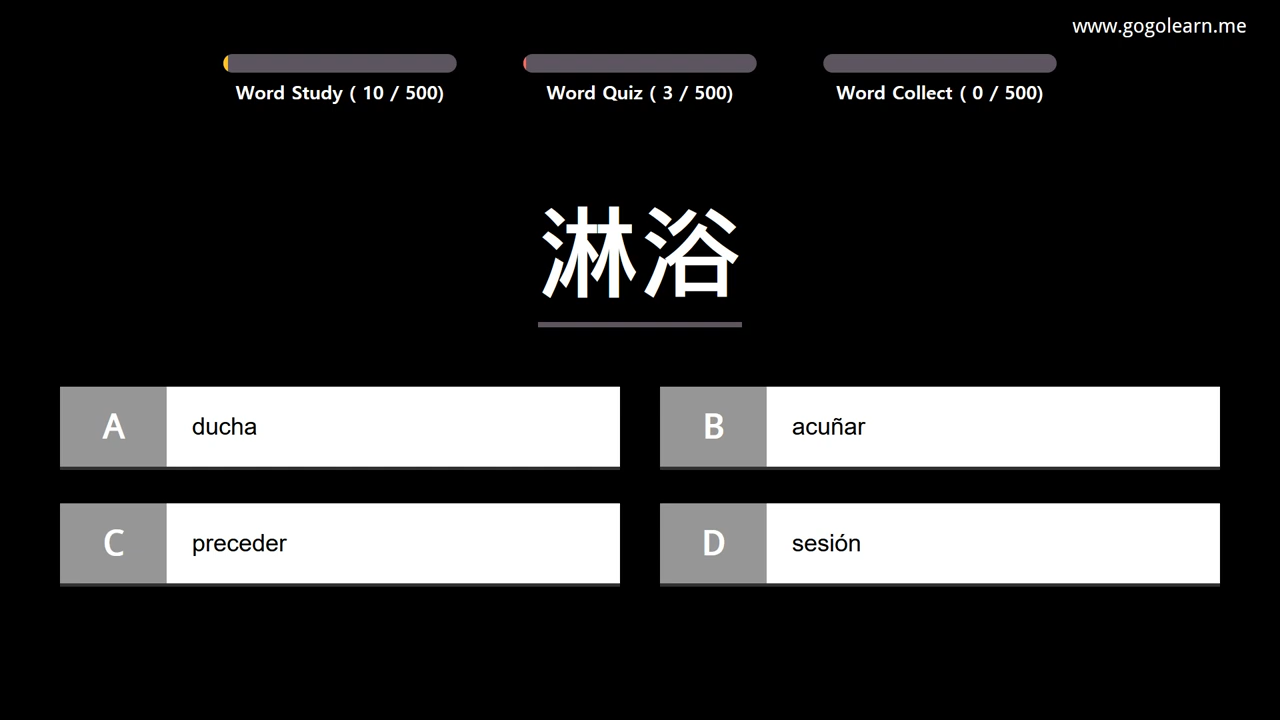 www.gogolearn.me
Word Study ( 10 / 500)
Word Quiz ( 3 / 500)
Word Collect ( 0 / 500)
淋浴
A ducha
B acuñar
C preceder
D sesión